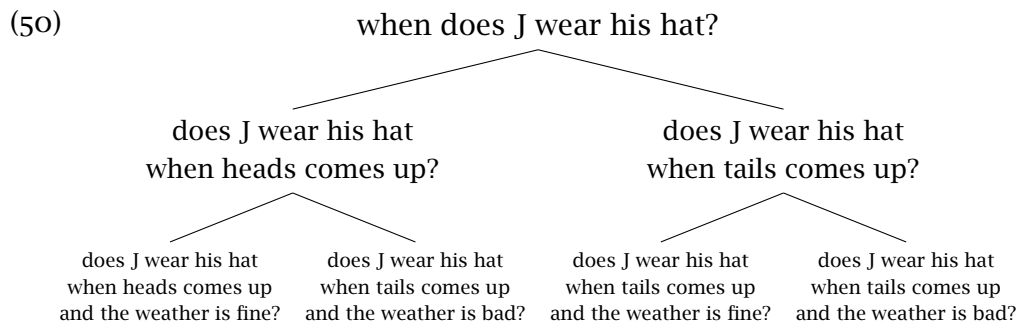 (50)
when does J wear his hat?
does J wear his hat
when heads comes up?
does J wear his hat
when tails comes up?
does J wear his hat
when heads comes up
and the weather is fine?
does J wear his hat
when tails comes up
and the weather is bad?
does J wear his hat
when tails comes up
and the weather is fine?
does J wear his hat
when tails comes up
and the weather is bad?